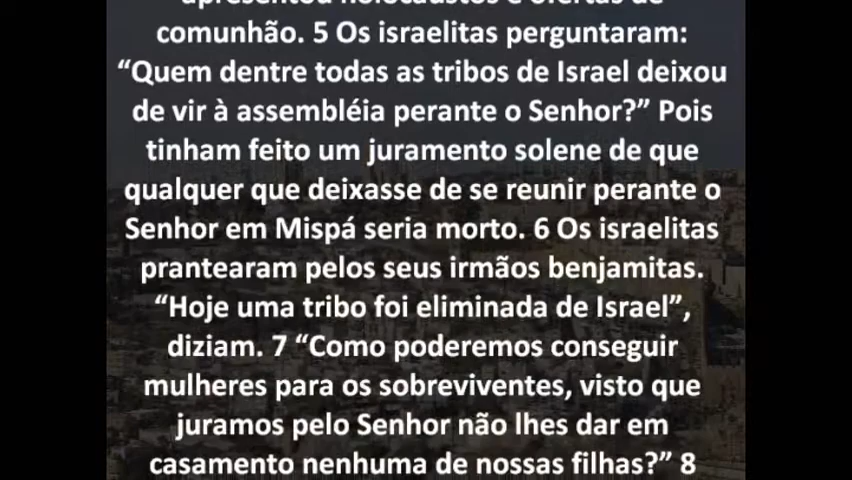 apresentou holocaustos e ofertas de
comunhão. 5 Os israelitas perguntaram:
“Quem dentre todas as tribos de Israel deixou
de vir à assembléia perante o Senhor?” Pois
tinham feito um juramento solene de que
qualquer que deixasse de se reunir perante o
Senhor em Mispá seria morto. 6 Os israelitas
prantearam pelos seus irmãos benjamitas.
“Hoje uma tribo foi eliminada de Israel”,
diziam. 7 “Como poderemos conseguir
mulheres para os sobreviventes, visto que
juramos pelo Senhor não lhes dar em
casamento nenhuma de nossas filhas?” 8